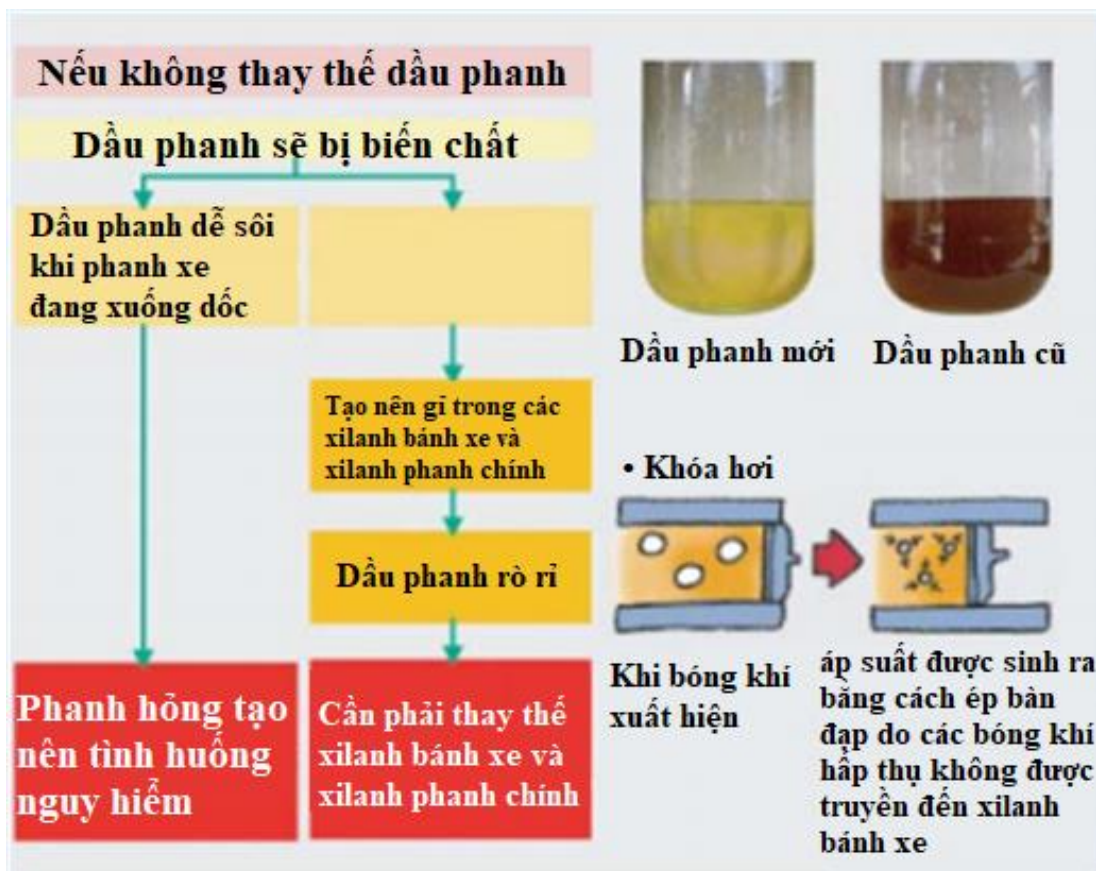 Nếu không thay thế dầu phanh
Dầu phanh sẽ bị biến chất
Dầu phanh dễ sôi
khi phanh xe
đang xuống dốc
Tạo nên gỉ trong các
xilanh bánh xe và
xilanh phanh chính
Dầu phanh rò rỉ
Phanh hỏng tạo
nên tình huống
nguy hiểm
Cần phải thay thế
xilanh bánh xe và
xilanh phanh chính
Dầu phanh mới
Dầu phanh cũ
• Khóa hơi
Khi bóng khí
xuất hiện
áp suất được sinh ra
bằng cách ép bàn
đạp do các bóng khí
hấp thụ không được
truyền đến xilanh
bánh xe